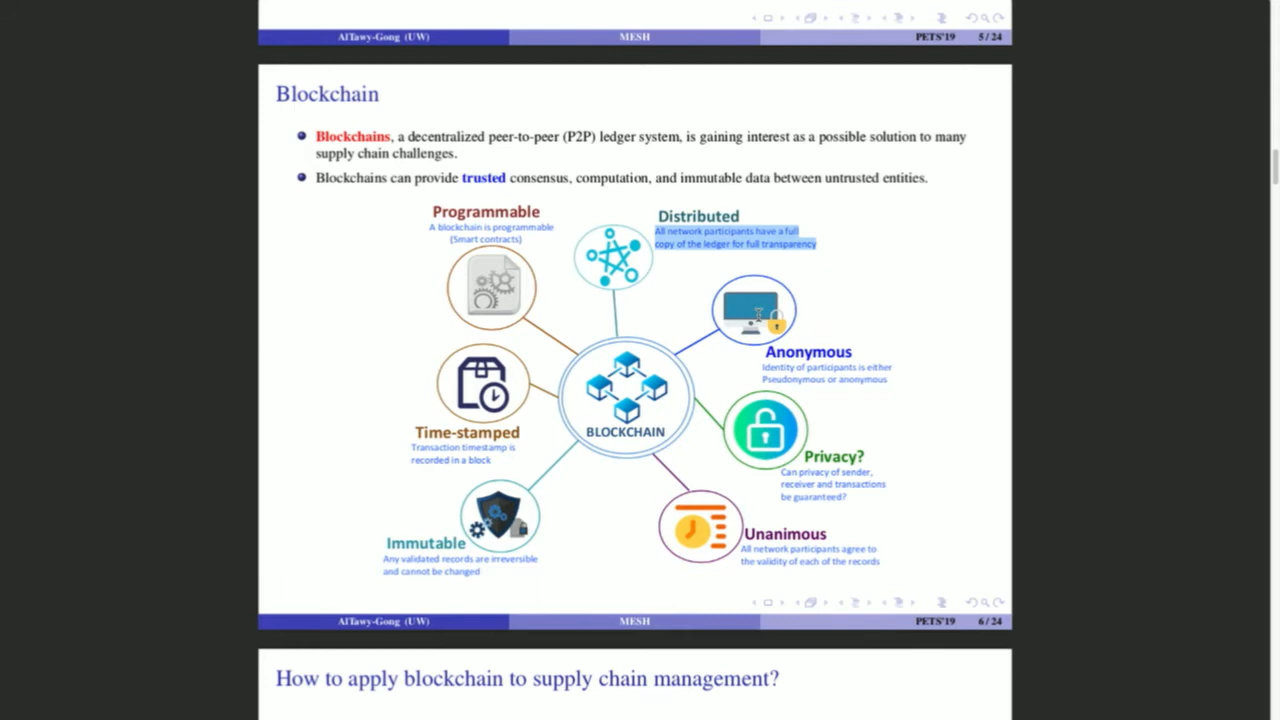 AlTawy-Gong (UW) MESH PETS'19 5 / 24
Blockchain
Blockchains, a decentralized peer-to-peer (P2P) ledger system, is gaining interest as a possible solution to many
supply chain challenges.
Blockchains can provide trusted consensus, computation, and immutable data between untrusted entities.
Programmable
A blockchain is programmable
(Smart contracts)
Distributed
All network participants have a full
copy of the ledger for full transparency
Anonymous
Identity of participants is either
Pseudonymous or anonymous
BLOCKCHAIN
Time-stamped
Transaction timestamp is
recorded in a block
Privacy?
Can privacy of sender,
receiver and transactions
be guaranteed?
Immutable
Any validated records are irreversible
and cannot be changed
Unanimous
All network participants agree to
the validity of each of the records
AlTawy-Gong (UW) MESH PETS'19 6 / 24
How to apply blockchain to supply chain management?